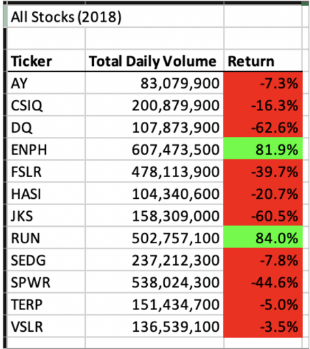 All Stocks (2018)
Ticker Total Daily Volume Return
AY 83,079,900 -7.3%
CSIQ 200,879,900 -16.3%
DQ 107,873,900 -62.6%
ENPH 607,473,500 81.9%
FSLR 478,113,900 -39.7%
HASI 104,340,600 -20.7%
JKS 158,309,000 -60.5%
RUN 502,757,100 84.0%
SEDG 237,212,300 -7.8%
SPWR 538,024,300 -44.6%
TERP 151,434,700 -5.0%
VSLR 136,539,100 -3.5%